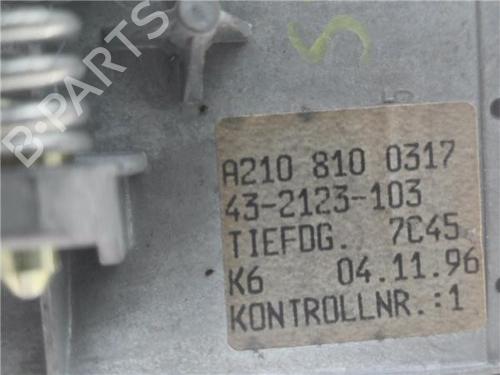 B-PARTS
S
A210 810 0317
43-2123-103
TIEFDG. 7C45
K6 04.11.96
KONTROLLNR.:1